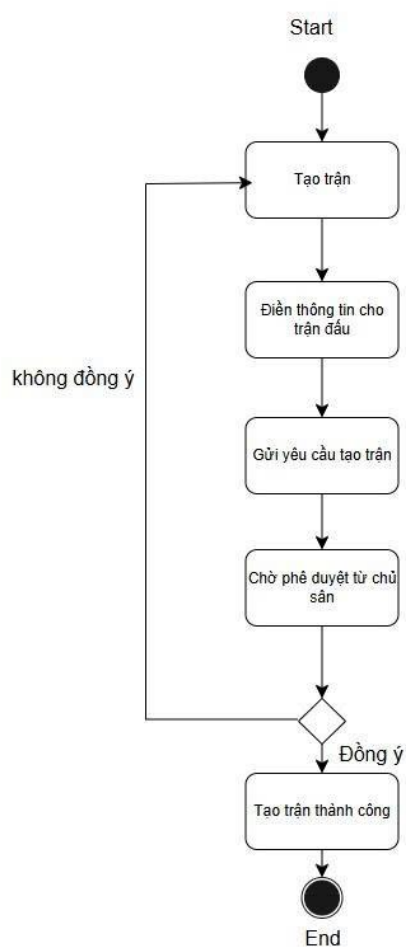 Start
Tạo trận
Điền thông tin cho
trận đấu
không đồng ý
Gửi yêu cầu tạo trận
Chờ phê duyệt từ chủ
sân
Đồng ý
Tạo trận thành công
End